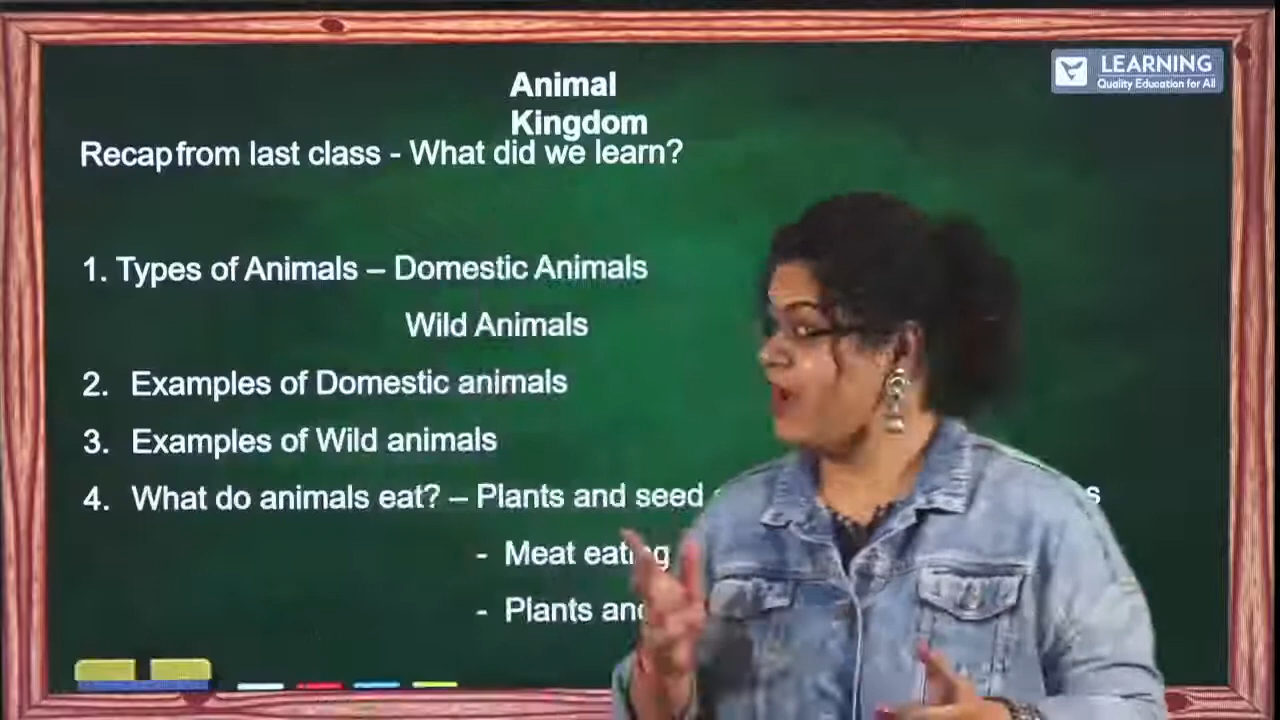 Animal
Kingdom
LEARNING
Quality Education for All
Recap from last class - What did we learn?
1. Types of Animals – Domestic Animals
Wild Animals
2. Examples of Domestic animals
3. Examples of Wild animals
4. What do animals eat? – Plants and seed
- Meat eating
- Plants and